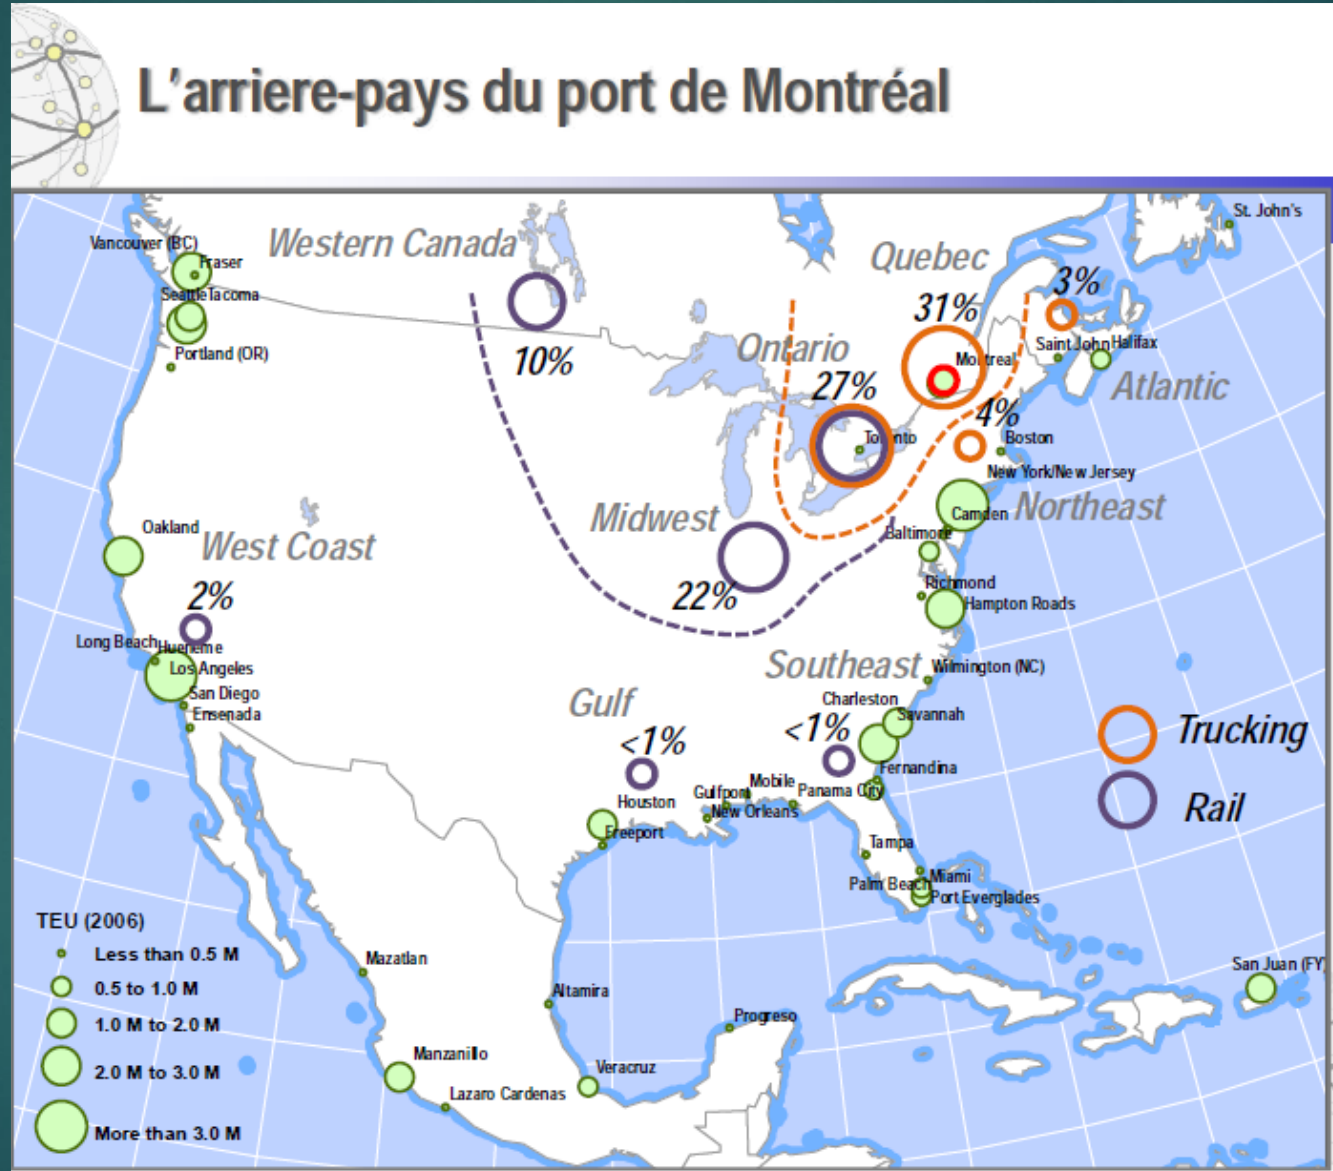 L'arriere-pays du port de Montréal
St. John's
Vancouver (BC)
Western Canada
Quebec
Fraser
3%
Seattle Tacoma
31%
Saint John Halifax
Portland (OR)
10%
Ontario
Montreal
27%
Atlantic
4%
Toronto
Boston
New York/New Jersey
Midwest
Camden
Northeast
Oakland
West Coast
Baltimore
2%
22%
Richmond
Hampton Roads
Long Beach
Hueneme
Los Angeles
Southeast
Wilmington (NC)
San Diego
Gulf
Charleston
Ensenada
Savannah
<1%
<1%
Trucking
Fernandina
Mobile
Gulfport
Panama City
Houston
New Orleans
Rail
Freeport
Tampa
Miami
Palm Beach
Port Everglades
TEU (2006)
Less than 0.5 M
0.5 to 1.0 M
1.0 M to 2.0 M
2.0 M to 3.0 M
More than 3.0 M
Mazatlan
San Juan (FY)
Altamira
Progreso
Manzanillo
Veracruz
Lazaro Cardenas